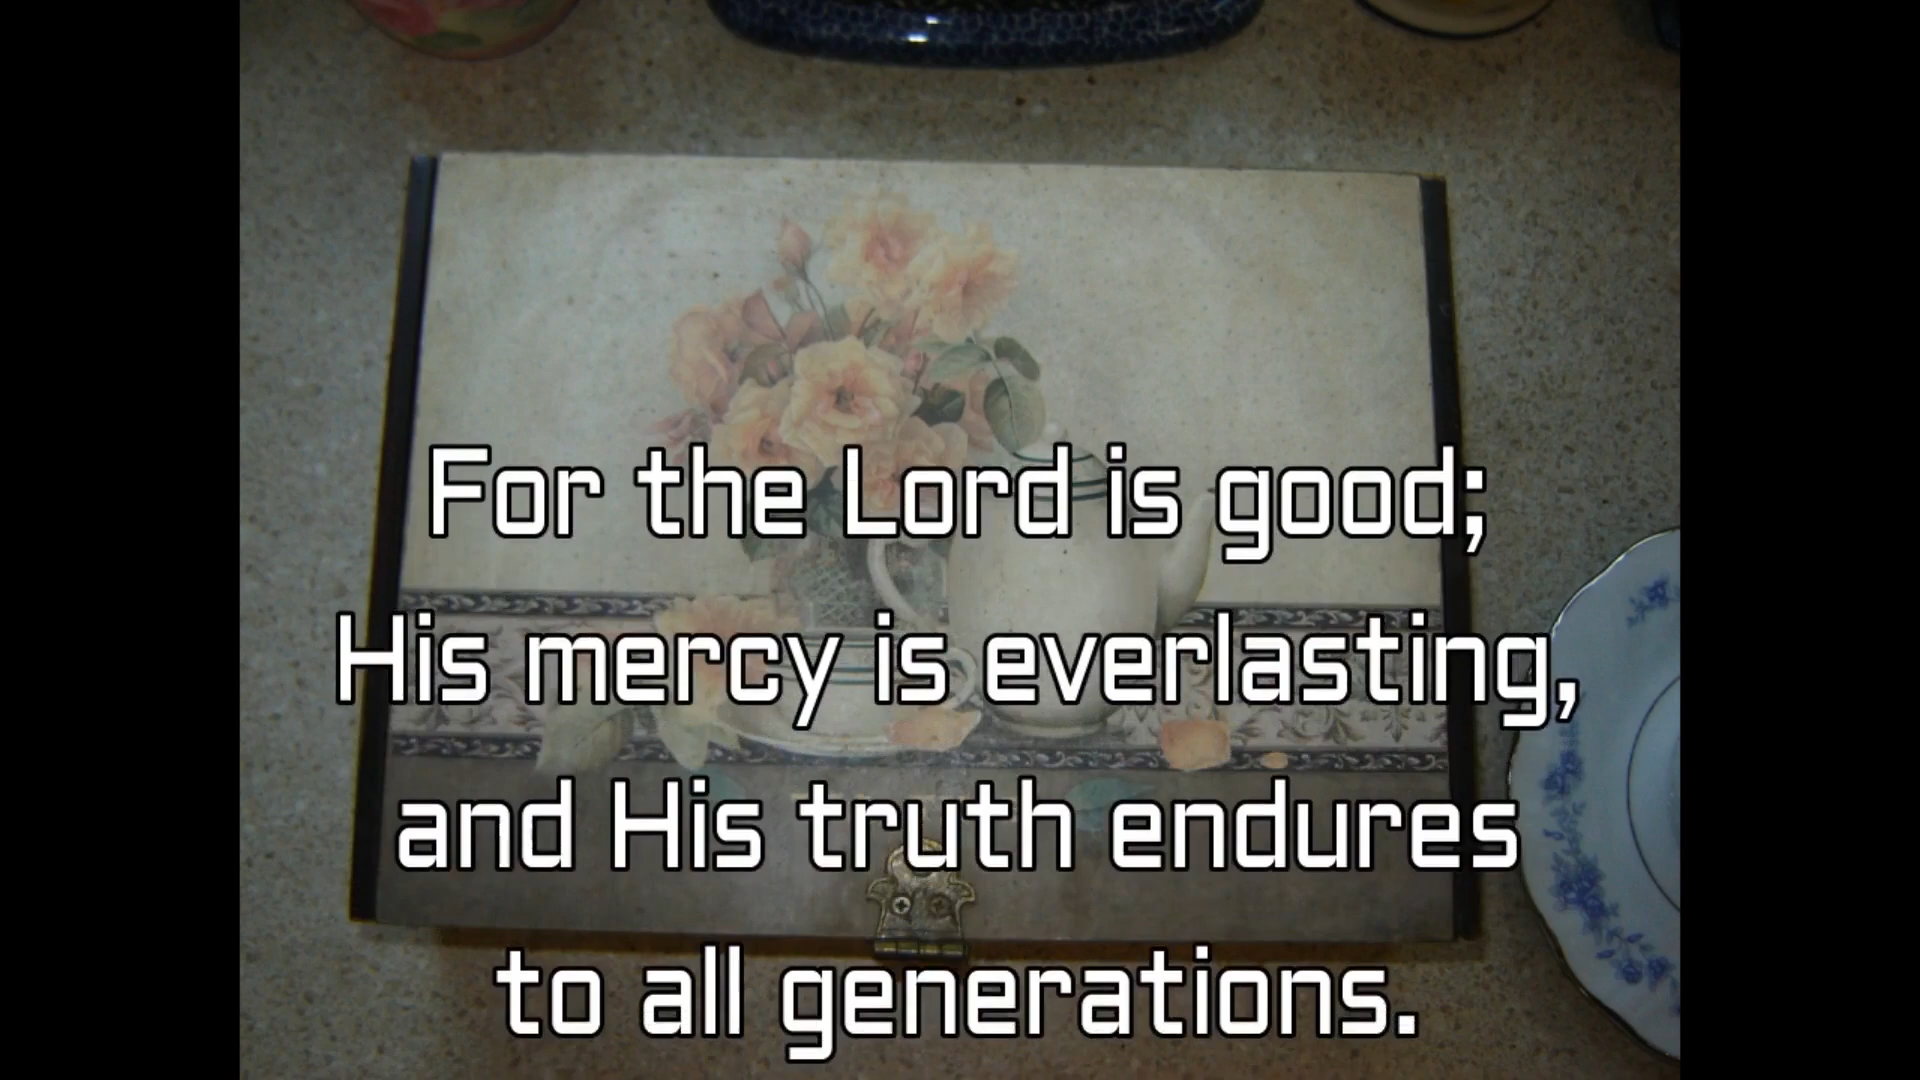 For the Lord is good;
His mercy is everlasting,
and His truth endures
to all generations.